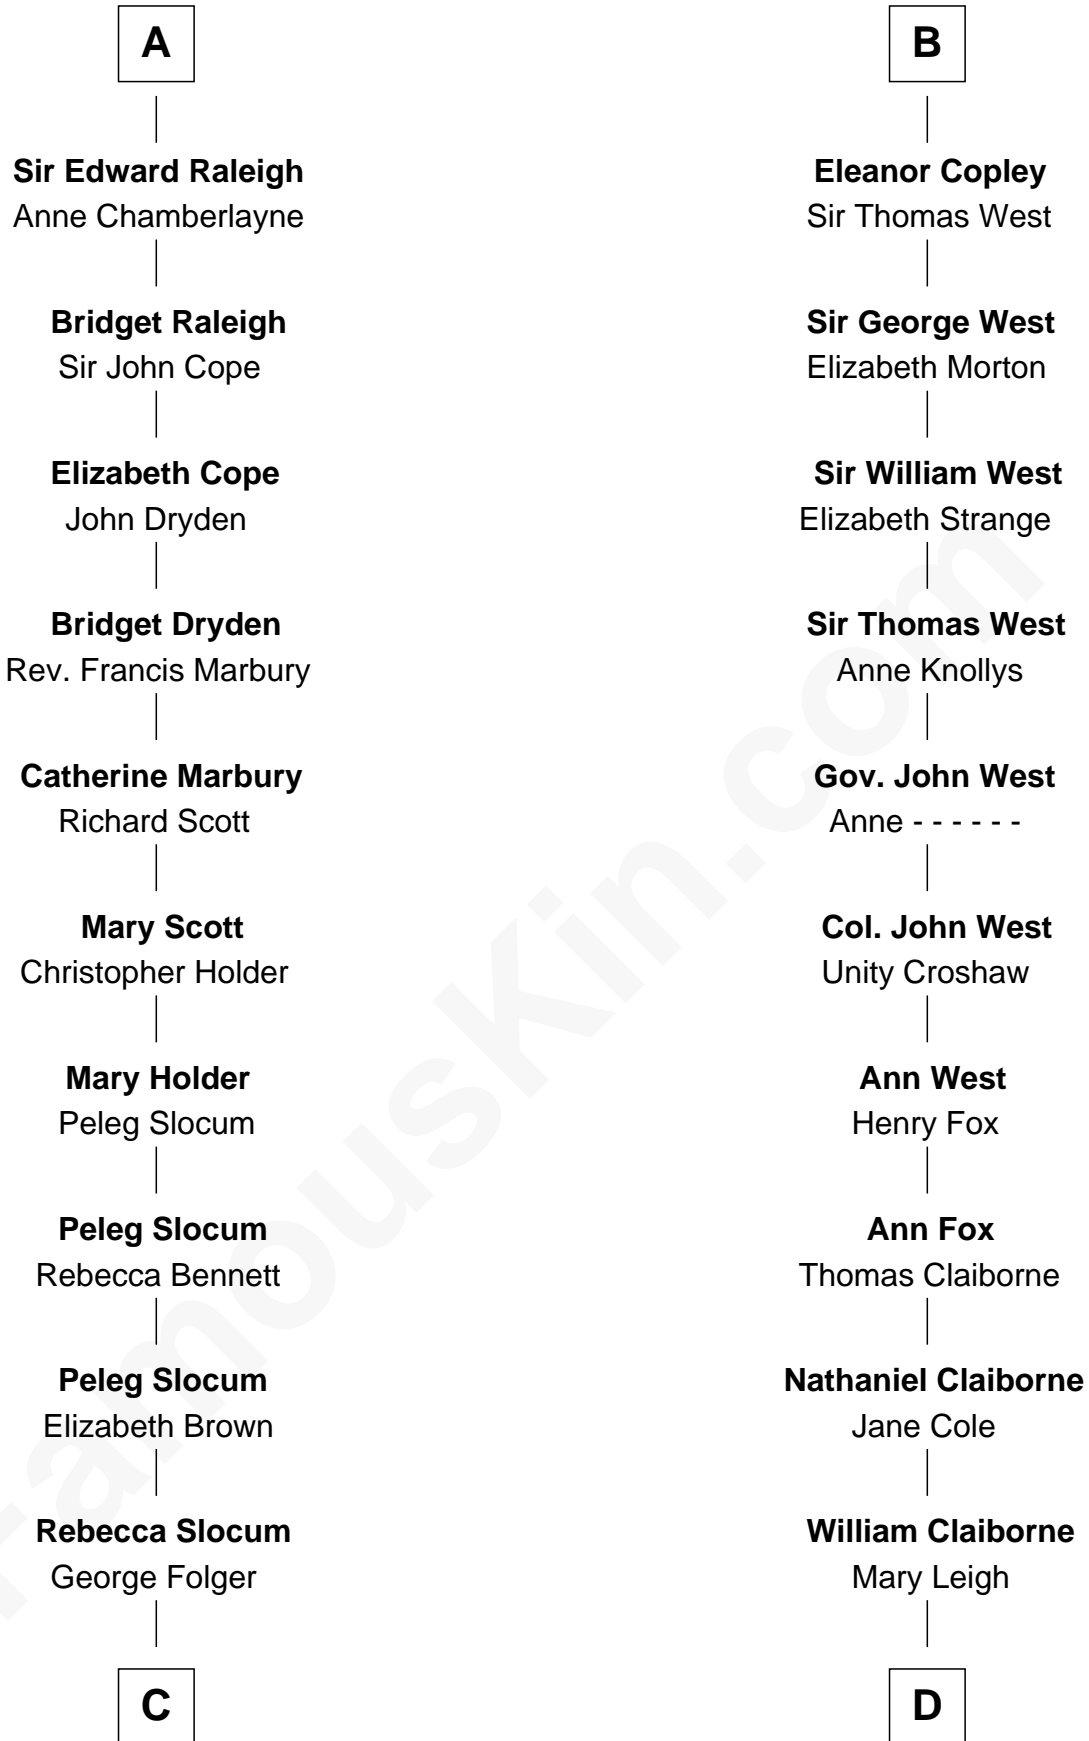 A
Sir Edward Raleigh
Anne Chamberlayne
Bridget Raleigh
Sir John Cope
Elizabeth Cope
John Dryden
Bridget Dryden
Rev. Francis Marbury
Catherine Marbury
Richard Scott
Mary Scott
Christopher Holder
Mary Holder
Peleg Slocum
Peleg Slocum
Rebecca Bennett
Peleg Slocum
Elizabeth Brown
Rebecca Slocum
George Folger
C
B
Eleanor Copley
Sir Thomas West
Sir George West
Elizabeth Morton
Sir William West
Elizabeth Strange
Sir Thomas West
Anne Knollys
Gov. John West
Anne - - - - - -
Col. John West
Unity Croshaw
Ann West
Henry Fox
Ann Fox
Thomas Claiborne
Nathaniel Claiborne
Jane Cole
William Claiborne
Mary Leigh
D
FamousKin.com